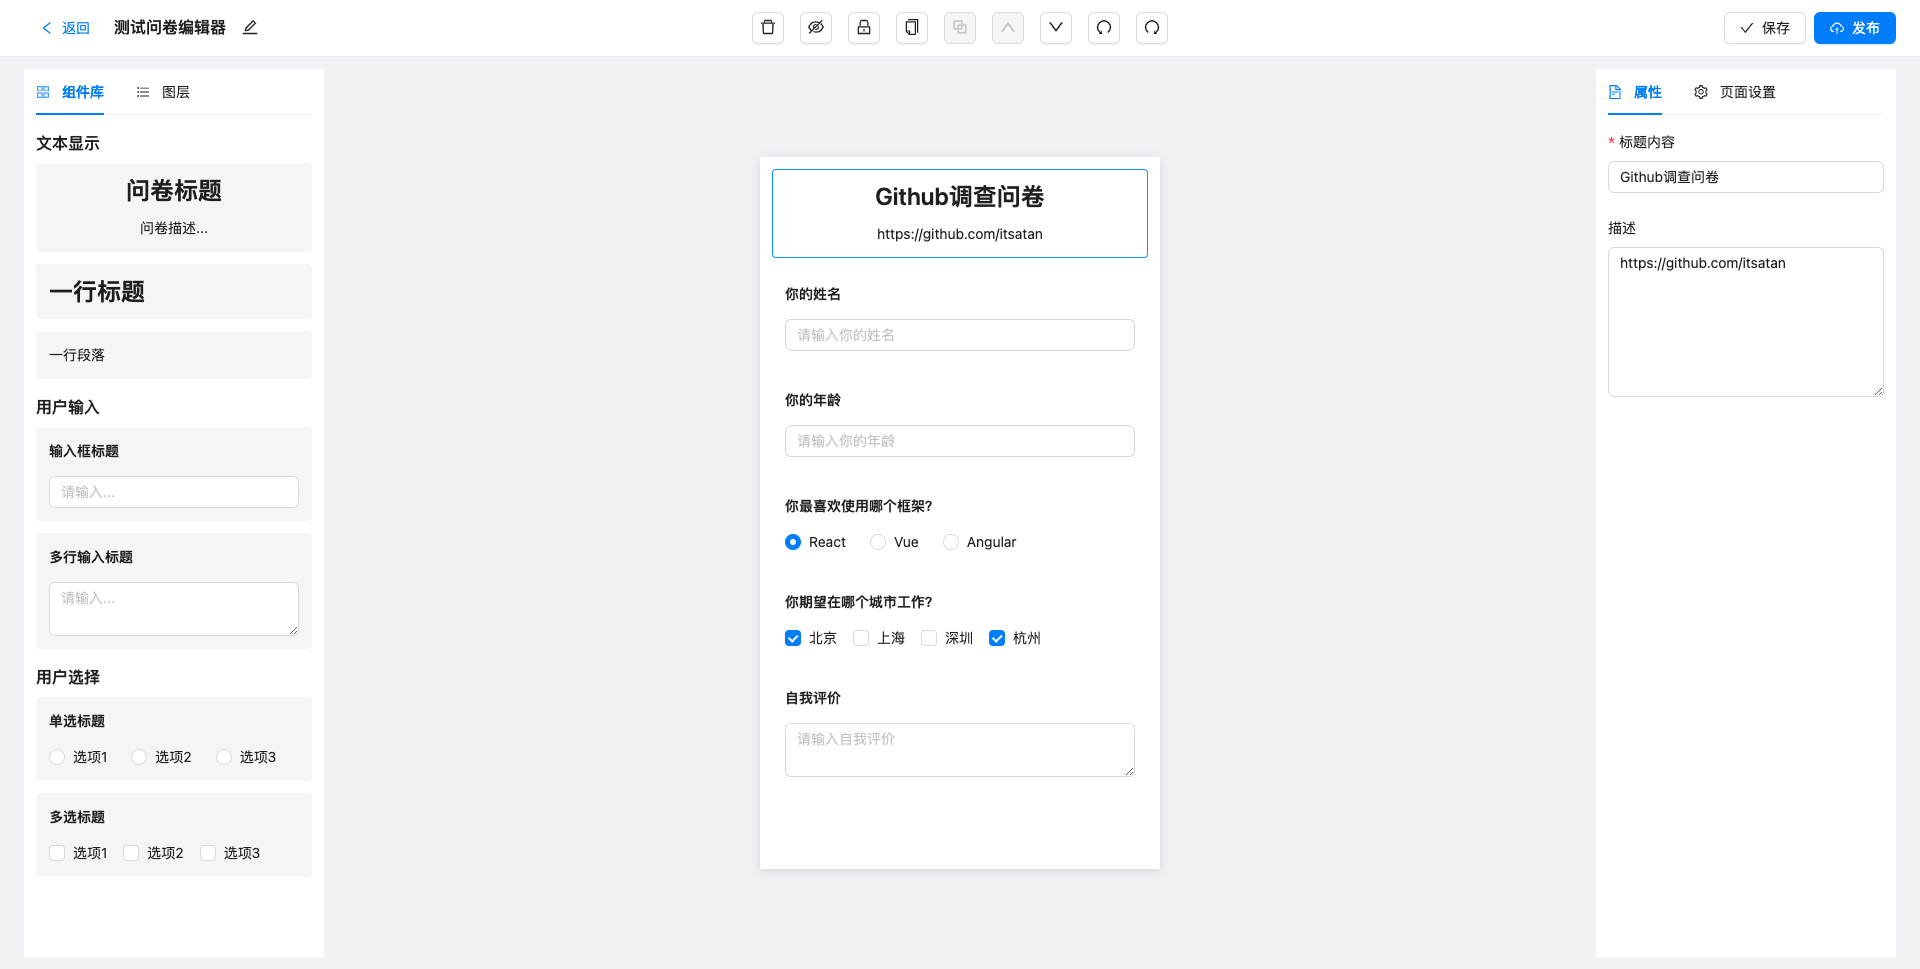 返回 测试问卷编辑器 保存 发布
组件库 图层
文本显示
问卷标题
问卷描述...
一行标题
一行段落
用户输入
输入框标题
请输入...
多行输入标题
请输入...
用户选择
单选标题
选项1 选项2 选项3
多选标题
选项1 选项2 选项3
Github调查问卷
https://github.com/itsatan
你的姓名
请输入你的姓名
你的年龄
请输入你的年龄
你最喜欢使用哪个框架?
React Vue Angular
你期望在哪个城市工作?
北京 上海 深圳 杭州
自我评价
请输入自我评价
属性 页面设置
* 标题内容
Github调查问卷
描述
https://github.com/itsatan